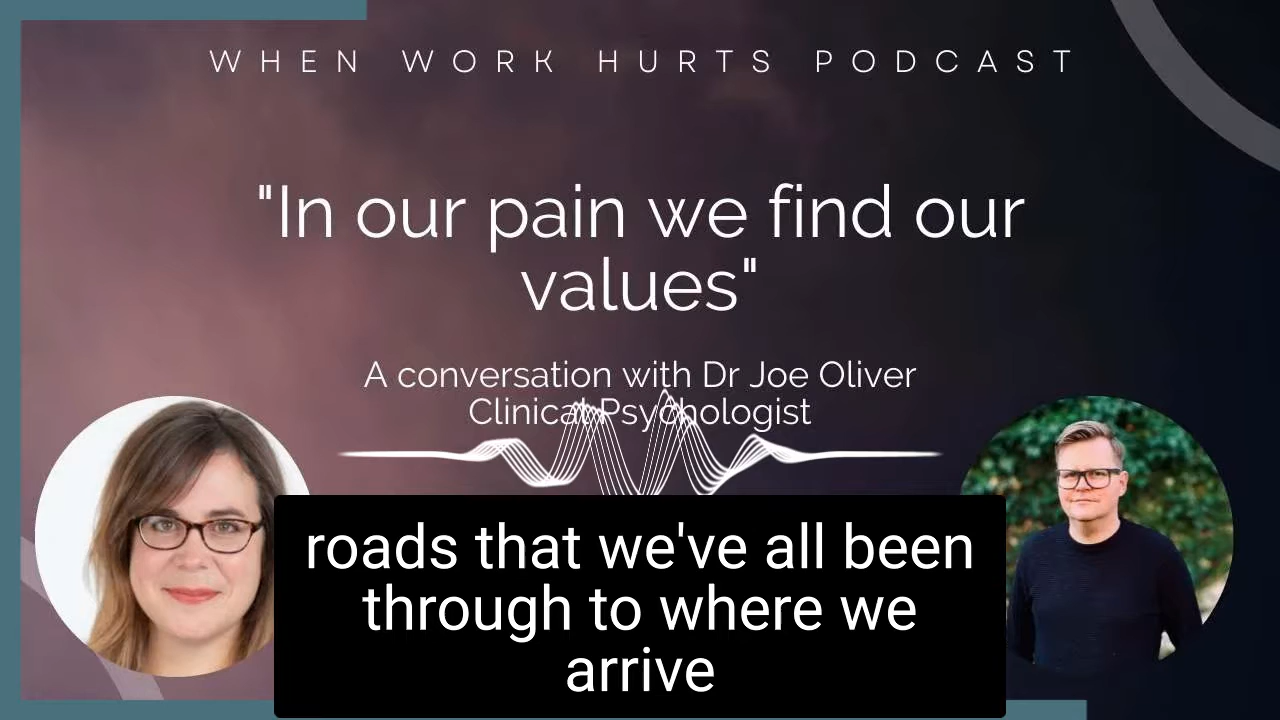 WHEN WORK HURTS PODCAST
"In our pain we find our
values"
A conversation with Dr Joe Oliver
Clinical Psychologist
roads that we've all been
through to where we
arrive